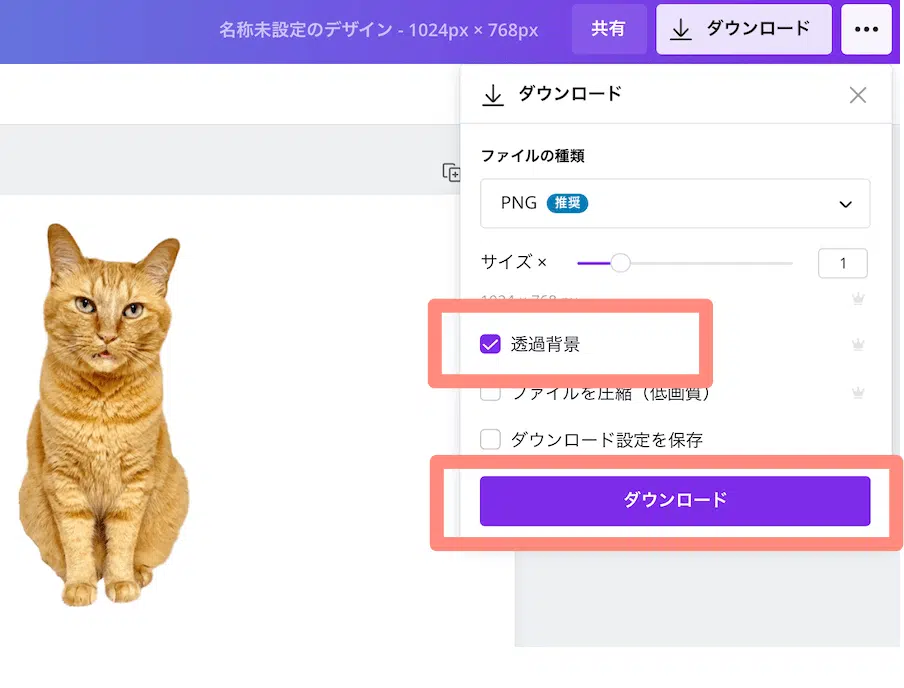 名称未設定のデザイン - 1024px × 768px
共有
ダウンロード
ダウンロード
ファイルの種類
PNG 推奨
サイズ ×
1
1024 × 768 px
透過背景
ファイルを圧縮（低画質）
ダウンロード設定を保存
ダウンロード